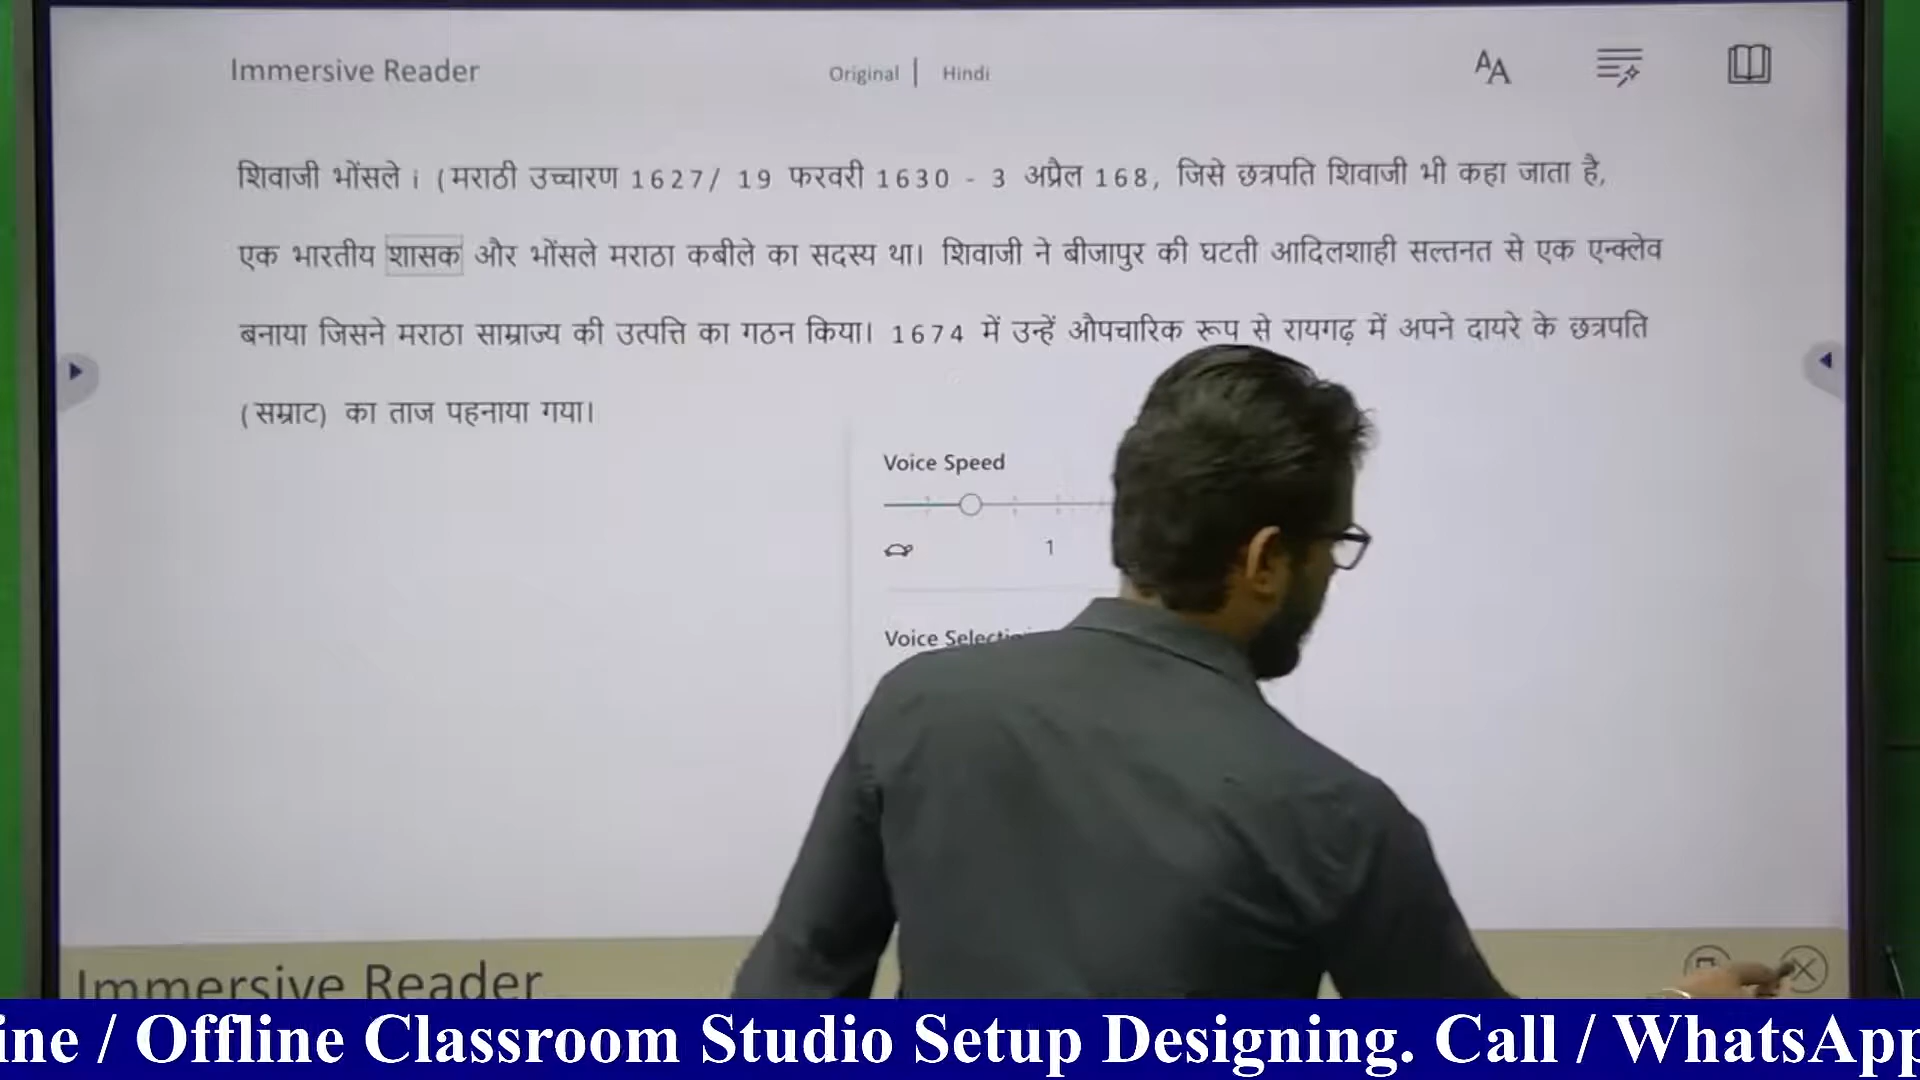 Immersive Reader
Original | Hindi
शिवाजी भोंसले i (मराठी उच्चारण 1627/ 19 फरवरी 1630 - 3 अप्रैल 168, जिसे छत्रपति शिवाजी भी कहा जाता है,
एक भारतीय शासक और भोंसले मराठा कबीले का सदस्य था। शिवाजी ने बीजापुर की घटती आदिलशाही सल्तनत से एक एन्क्लेव
बनाया जिसने मराठा साम्राज्य की उत्पत्ति का गठन किया। 1674 में उन्हें औपचारिक रूप से रायगढ़ में अपने दायरे के छत्रपति
(सम्राट) का ताज पहनाया गया।
Voice Speed
1
Voice
Immersive Reader
ine / Offline Classroom Studio Setup Designing. Call / WhatsApp